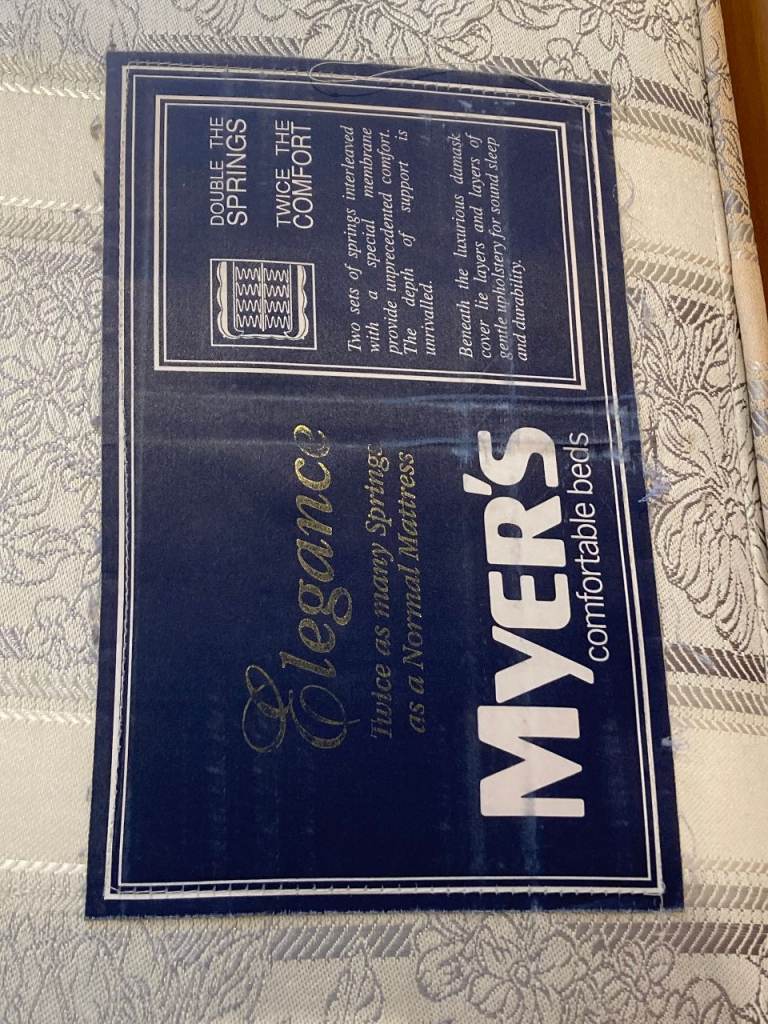 Elegance
Twice as many Springs
as a Normal Mattress
MYER'S
comfortable beds
DOUBLE THE
SPRINGS
TWICE THE
COMFORT
Two sets of springs interleaved
with a special membrane
provide unprecedented comfort.
The depth of support is
unrivalled.
Beneath the luxurious damask
cover lie layers and layers of
gentle upholstery for sound sleep
and durability.